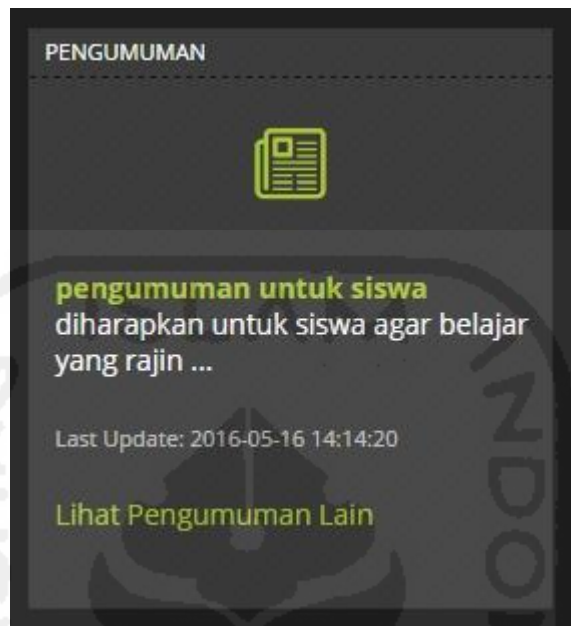 PENGUMUMAN
pengumuman untuk siswa
diharapkan untuk siswa agar belajar
yang rajin ...
Last Update: 2016-05-16 14:14:20
Lihat Pengumuman Lain